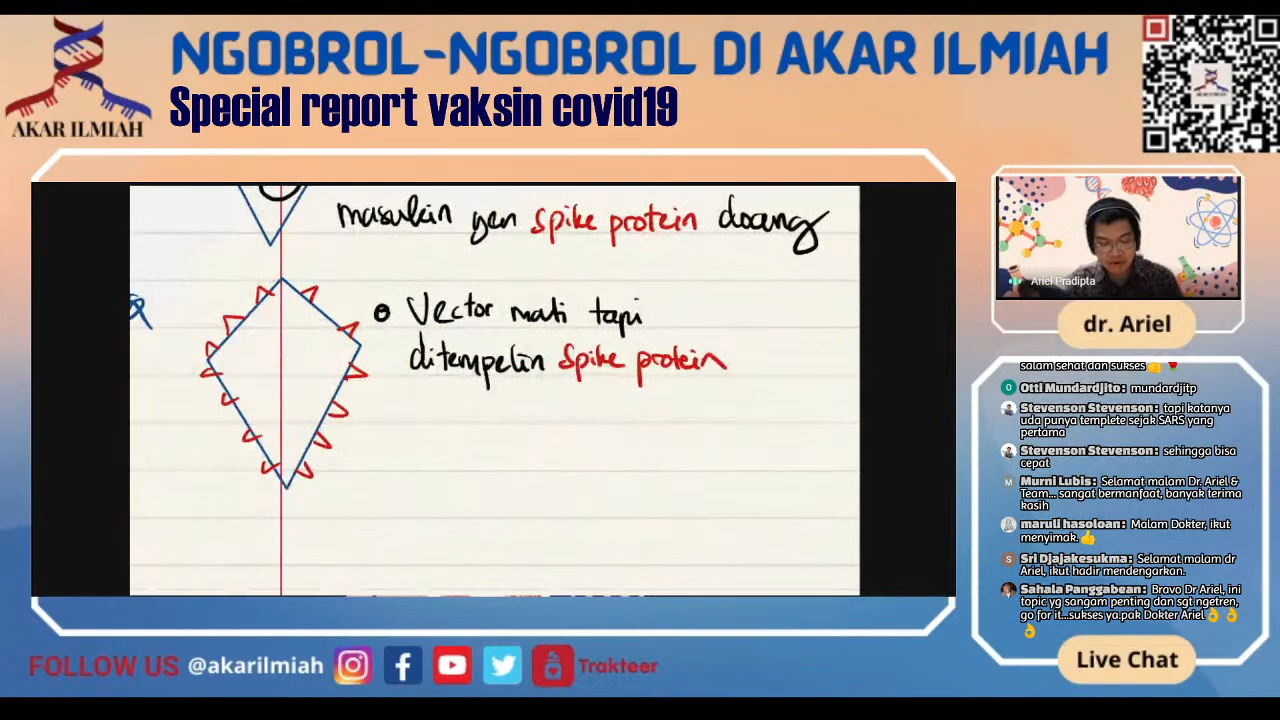 NGOBROL-NGOBROL DI AKAR ILMIAH
Special report vaksin covid19
AKAR ILMIAH
masukin gen spike protein doang
Vector mati tapi
ditempelin spike protein
Ariel Pradipta
dr. Ariel
salam sehat dan sukses👍🌹
O Otti Mundardjito : mundardjitp
Stevenson Stevenson : tapi katanya
uda punya templete sejak SARS yang
pertama
Stevenson Stevenson : sehingga bisa
cepat
M Murni Lubis : Selamat malam Dr. Ariel &
Team... sangat bermanfaat, banyak terima
kasih
maruli hasoloan : Malam Dokter, ikut
menyimak.👍
S Sri Djajakesukma : Selamat malam dr
Ariel, ikut hadir mendengarkan.
Sahala Panggabean : Bravo Dr Ariel, ini
topic yg sangam penting dan sgt ngetren,
go for it...sukses ya.pak Dokter Ariel👌👌
👌
Live Chat
FOLLOW US @akarilmiah Trakteer